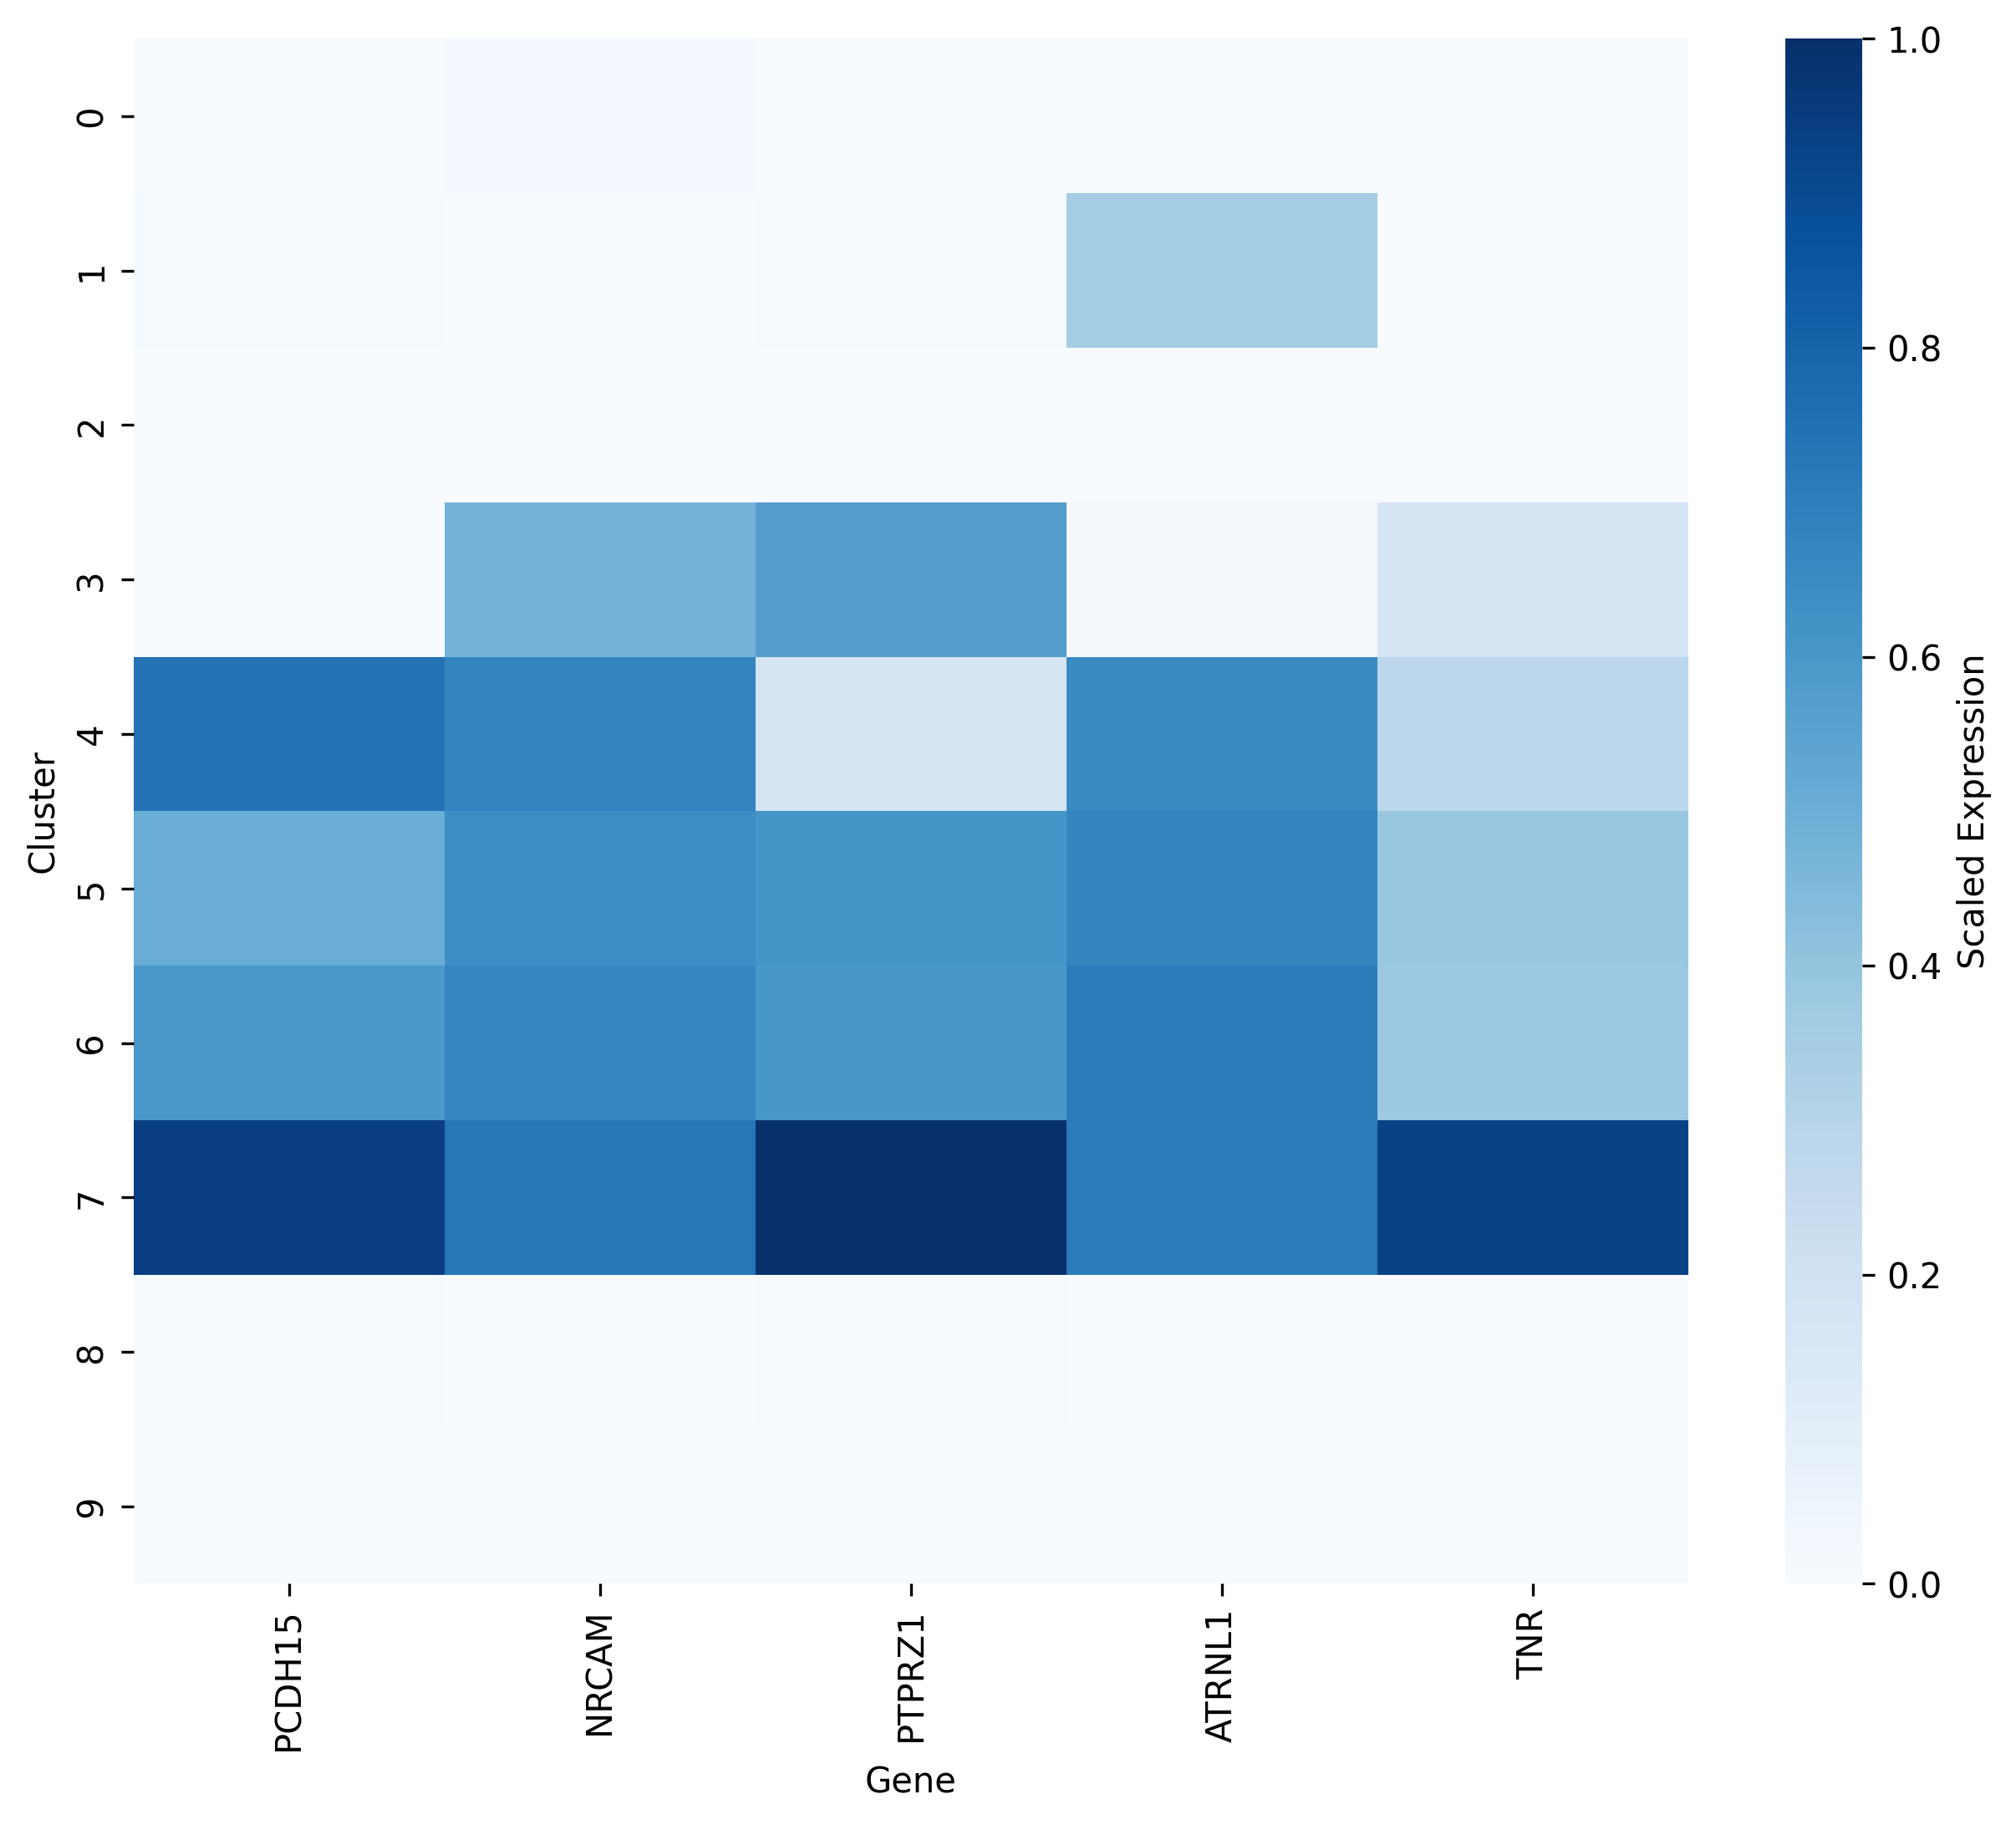 Cluster
0
1
2
3
4
5
6
7
8
9
PCDH15
NRCAM
PTPRZ1
ATRNL1
TNR
Gene
1.0
0.8
0.6
0.4
0.2
0.0
Scaled Expression